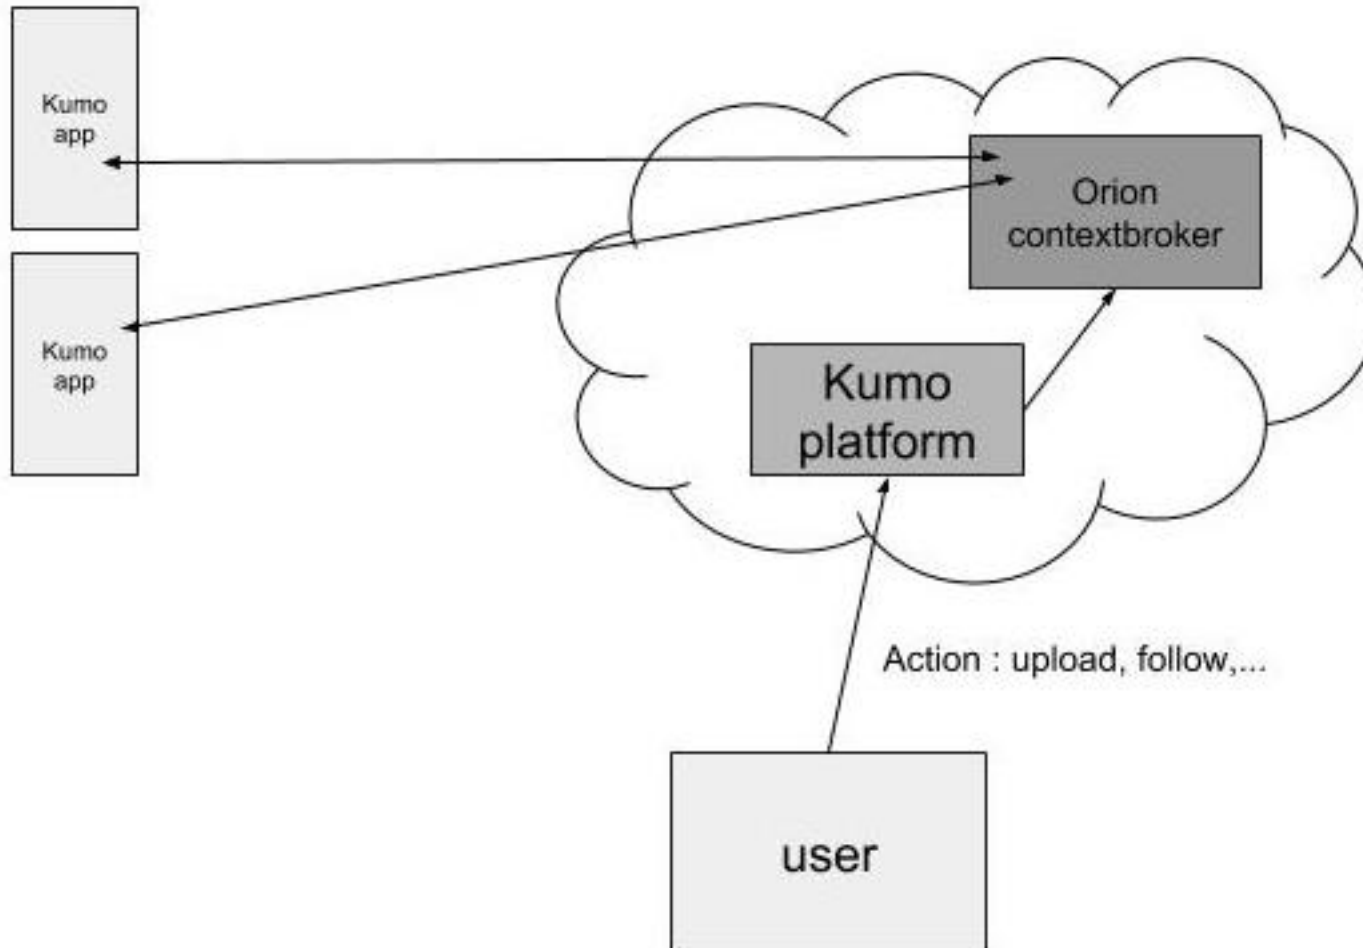 Kumo
app
Orion
contextbroker
Kumo
app
Kumo
platform
Action : upload, follow,...
user